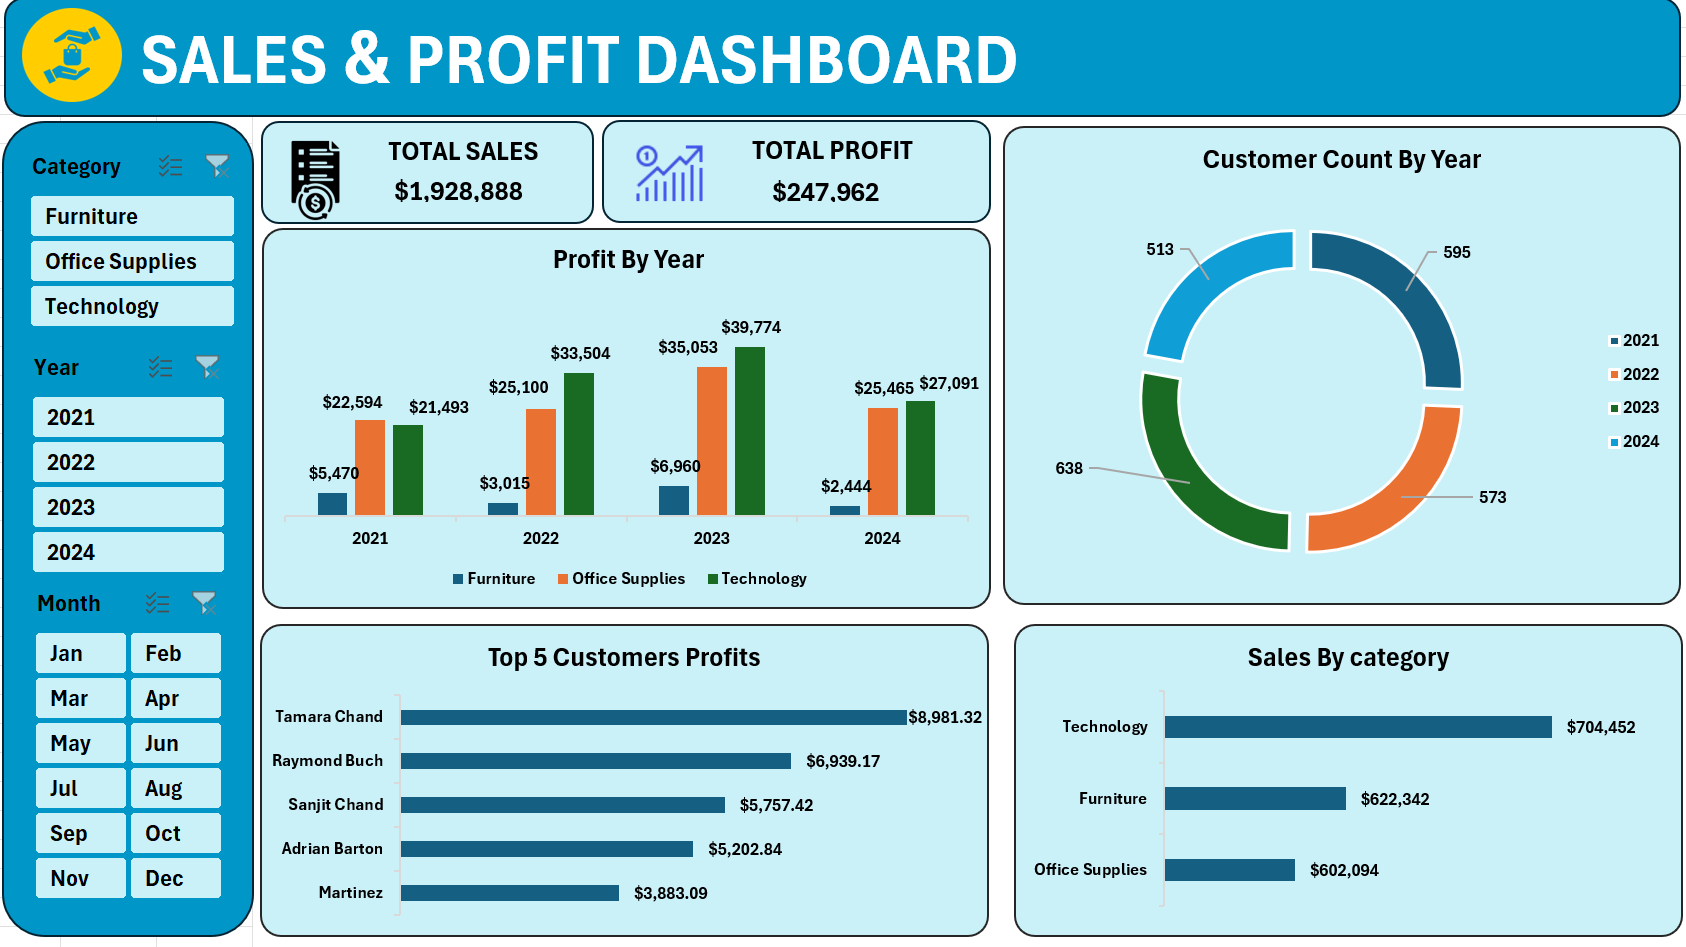 SALES & PROFIT DASHBOARD
Category
Furniture
Office Supplies
Technology
Year
2021
2022
2023
2024
Month
Jan
Feb
Mar
Apr
May
Jun
Jul
Aug
Sep
Oct
Nov
Dec
TOTAL SALES
$1,928,888
TOTAL PROFIT
$247,962
Profit By Year
$5,470
$22,594
$21,493
$3,015
$25,100
$33,504
$6,960
$35,053
$39,774
$2,444
$25,465
$27,091
2021
2022
2023
2024
Furniture
Office Supplies
Technology
Customer Count By Year
513
595
638
573
2021
2022
2023
2024
Top 5 Customers Profits
Tamara Chand $8,981.32
Raymond Buch $6,939.17
Sanjit Chand $5,757.42
Adrian Barton $5,202.84
Martinez $3,883.09
Sales By category
Technology $704,452
Furniture $622,342
Office Supplies $602,094